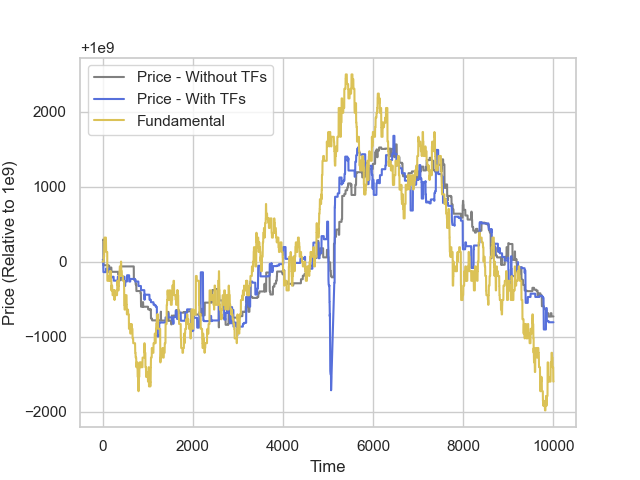 +1e9
Price - Without TFs
Price - With TFs
Fundamental
2000
1000
0
−1000
−2000
Price (Relative to 1e9)
0
2000
4000
6000
8000
10000
Time